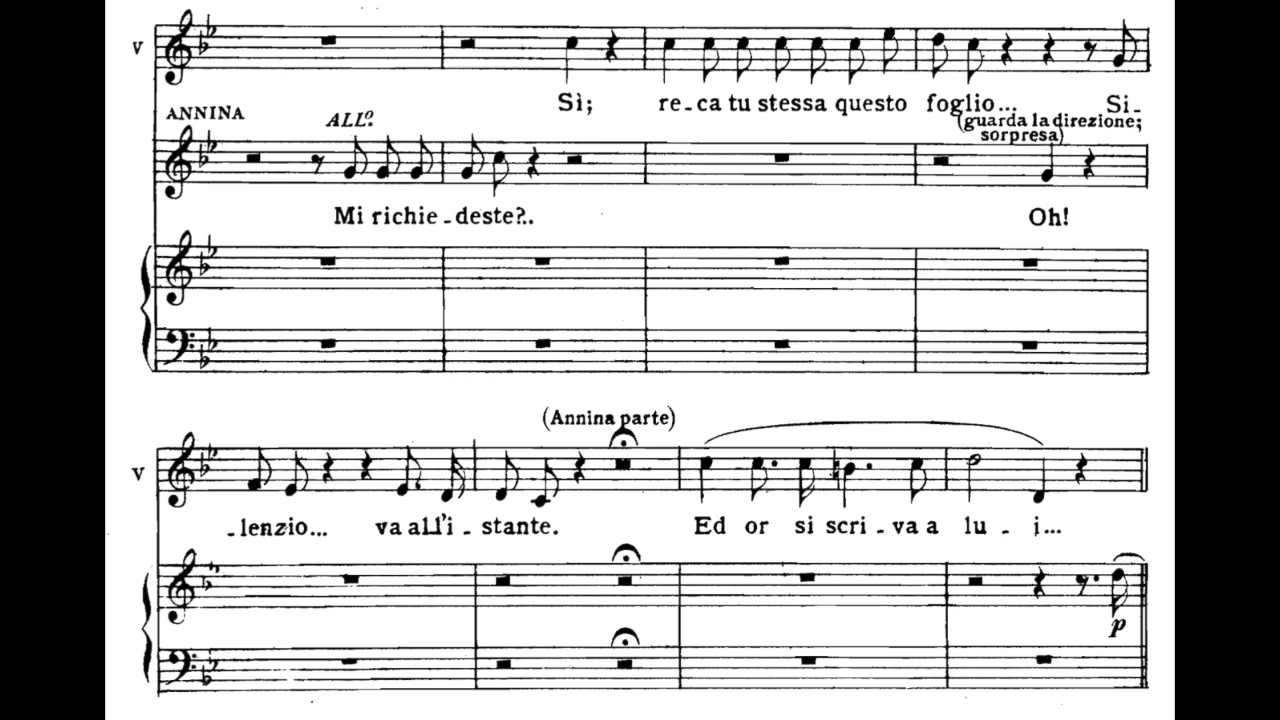 V
Sì; re-ca tu stessa questo foglio... Si-
ANNINA
ALLº.
(guarda la direzione;
sorpresa)
Mi richie-deste?.. Oh!
(Annina parte)
V
-lenzio... va all'i-stante. Ed or si scri-va a lu-i...
p